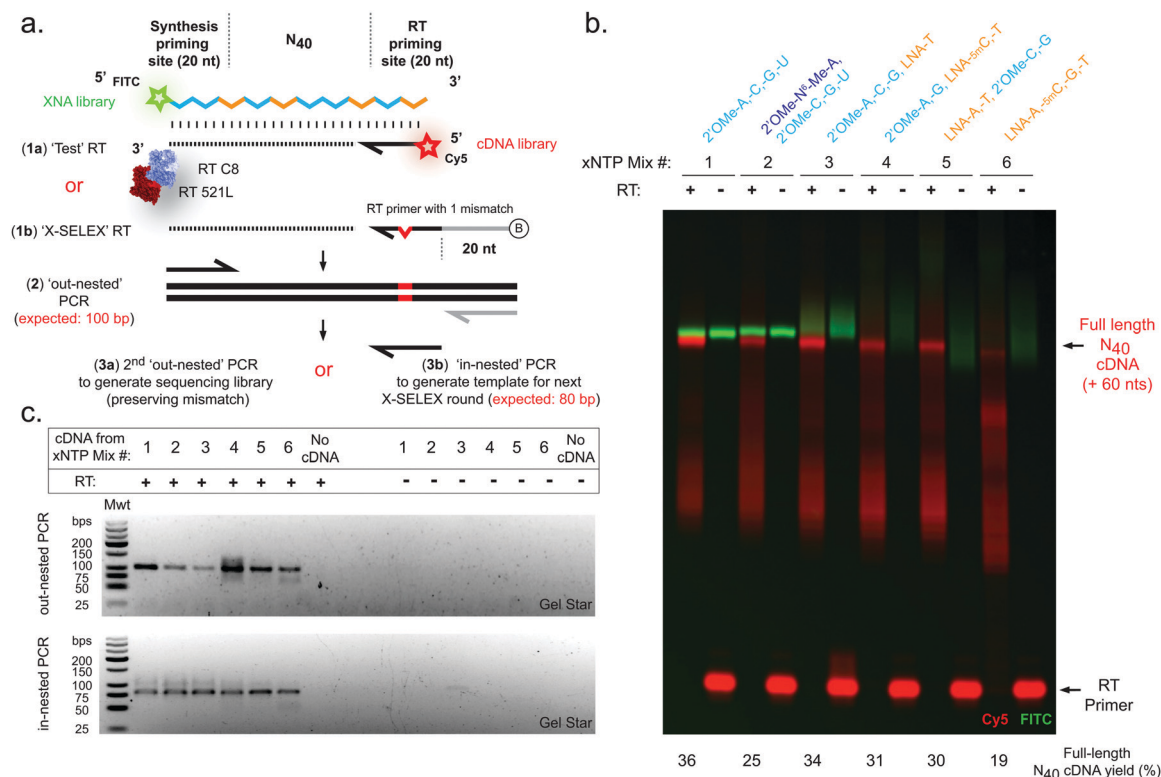 a.
Synthesis
priming
site (20 nt)
N40
RT
priming
site (20 nt)
5’ FITC
3’
XNA library
5’
Cy5
cDNA library
(1a) ‘Test’ RT
3’
RT C8
or
RT 521L
RT primer with 1 mismatch
(1b) ‘X-SELEX’ RT
B
20 nt
(2) ‘out-nested’
PCR
(expected: 100 bp)
(3a) 2nd ‘out-nested’ PCR
to generate sequencing library
(preserving mismatch)
or
(3b) ‘in-nested’ PCR
to generate template for next
X-SELEX round (expected: 80 bp)
b.
2’OMe-A,-C,-G,-U
2’OMe-N6-Me-A,
2’OMe-C,-G,-U
2’OMe-A,-C,-G, LNA-T
2’OMe-A,-G, LNA-5mC,-T
LNA-A,-T, 2’OMe-C,-G
LNA-A,-5mC,-G,-T
xNTP Mix #: 1 2 3 4 5 6
RT: + - + - + - + - + - + -
Full length
N40
cDNA
(+ 60 nts)
RT
Primer
Cy5 FITC
36 25 34 31 30 19
Full-length
N40 cDNA yield (%)
c.
cDNA from
xNTP Mix #:
1 2 3 4 5 6 No
cDNA
1 2 3 4 5 6 No
cDNA
RT: + + + + + + + - - - - - - -
Mwt
out-nested PCR
bps
200
150
100
75
50
25
Gel Star
in-nested PCR
bps
200
150
100
75
50
25
Gel Star